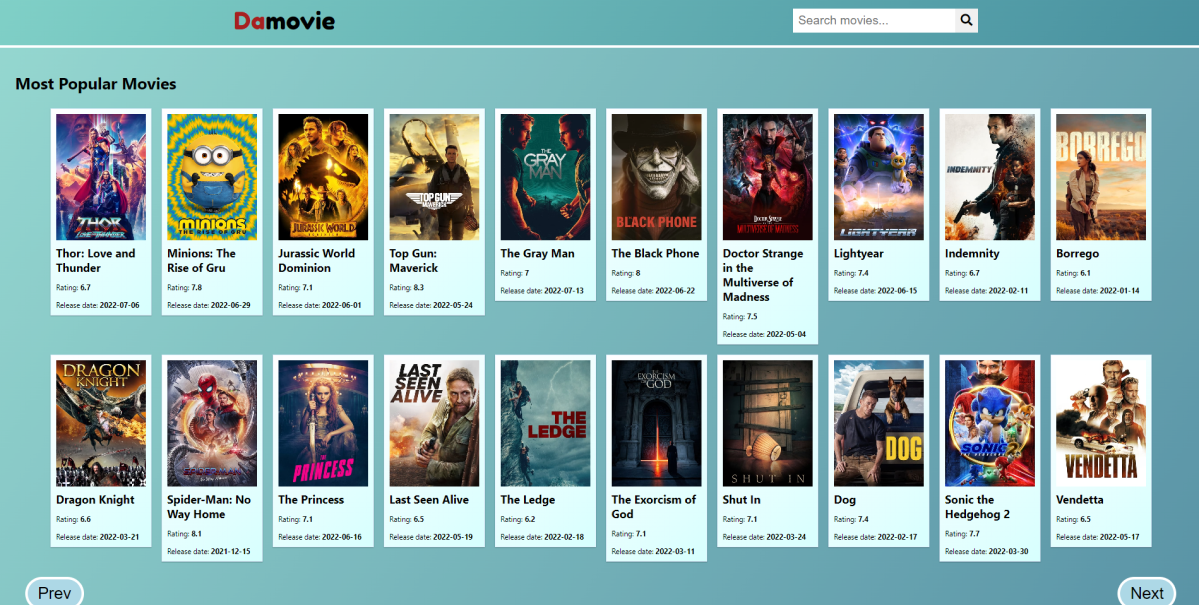 Damovie
Search movies...
Most Popular Movies
THOR
LOVE AND THUNDER
MINIONS
THE RISE OF GRU
JURASSIC WORLD
DOMINION
TOP GUN
MAVERICK
THE
GRAY
MAN
BLACK PHONE
DOCTOR STRANGE
MULTIVERSE OF MADNESS
LIGHTYEAR
INDEMNITY
BORREGO
Thor: Love and
Thunder
Rating: 6.7
Release date: 2022-07-06
Minions: The
Rise of Gru
Rating: 7.8
Release date: 2022-06-29
Jurassic World
Dominion
Rating: 7.1
Release date: 2022-06-01
Top Gun:
Maverick
Rating: 8.3
Release date: 2022-05-24
The Gray Man
Rating: 7
Release date: 2022-07-13
The Black Phone
Rating: 8
Release date: 2022-06-22
Doctor Strange
in the
Multiverse of
Madness
Rating: 7.5
Release date: 2022-05-04
Lightyear
Rating: 7.4
Release date: 2022-06-15
Indemnity
Rating: 6.7
Release date: 2022-02-11
Borrego
Rating: 6.1
Release date: 2022-01-14
DRAGON
KNIGHT
SPIDER-MAN
THE
PRINCESS
LAST
SEEN
ALIVE
THE
LEDGE
THE
EXORCISM
OF GOD
SHUT IN
DOG
SONIC
THE HEDGEHOG
VENDETTA
Dragon Knight
Rating: 6.6
Release date: 2022-03-21
Spider-Man: No
Way Home
Rating: 8.1
Release date: 2021-12-15
The Princess
Rating: 7.1
Release date: 2022-06-16
Last Seen Alive
Rating: 6.5
Release date: 2022-05-19
The Ledge
Rating: 6.2
Release date: 2022-02-18
The Exorcism of
God
Rating: 7.1
Release date: 2022-03-11
Shut In
Rating: 7.1
Release date: 2022-03-24
Dog
Rating: 7.4
Release date: 2022-02-17
Sonic the
Hedgehog 2
Rating: 7.7
Release date: 2022-03-30
Vendetta
Rating: 6.5
Release date: 2022-05-17
Prev
Next